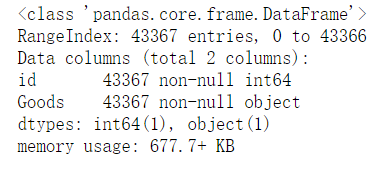 <class 'pandas.core.frame.DataFrame'>
RangeIndex: 43367 entries, 0 to 43366
Data columns (total 2 columns):
id       43367 non-null int64
Goods    43367 non-null object
dtypes: int64(1), object(1)
memory usage: 677.7+ KB